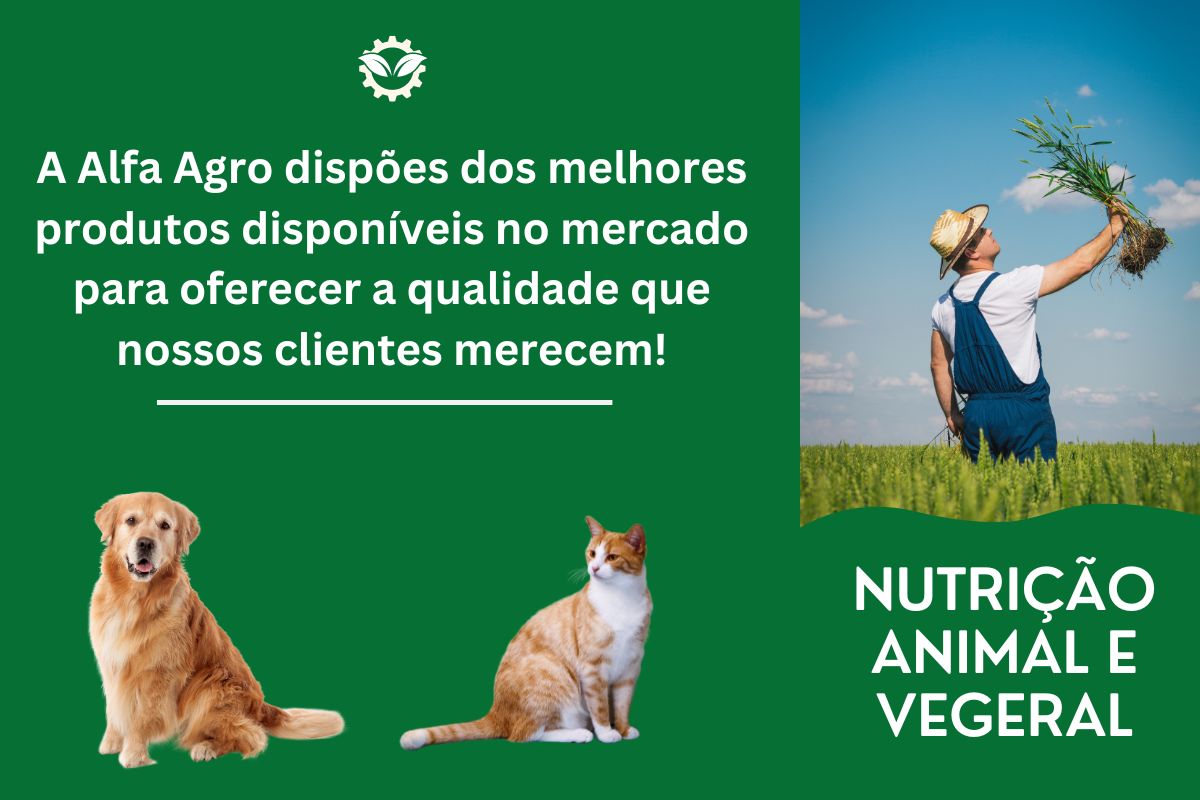 A Alfa Agro dispões dos melhores
produtos disponíveis no mercado
para oferecer a qualidade que
nossos clientes merecem!
NUTRIÇÃO
ANIMAL E
VEGERAL